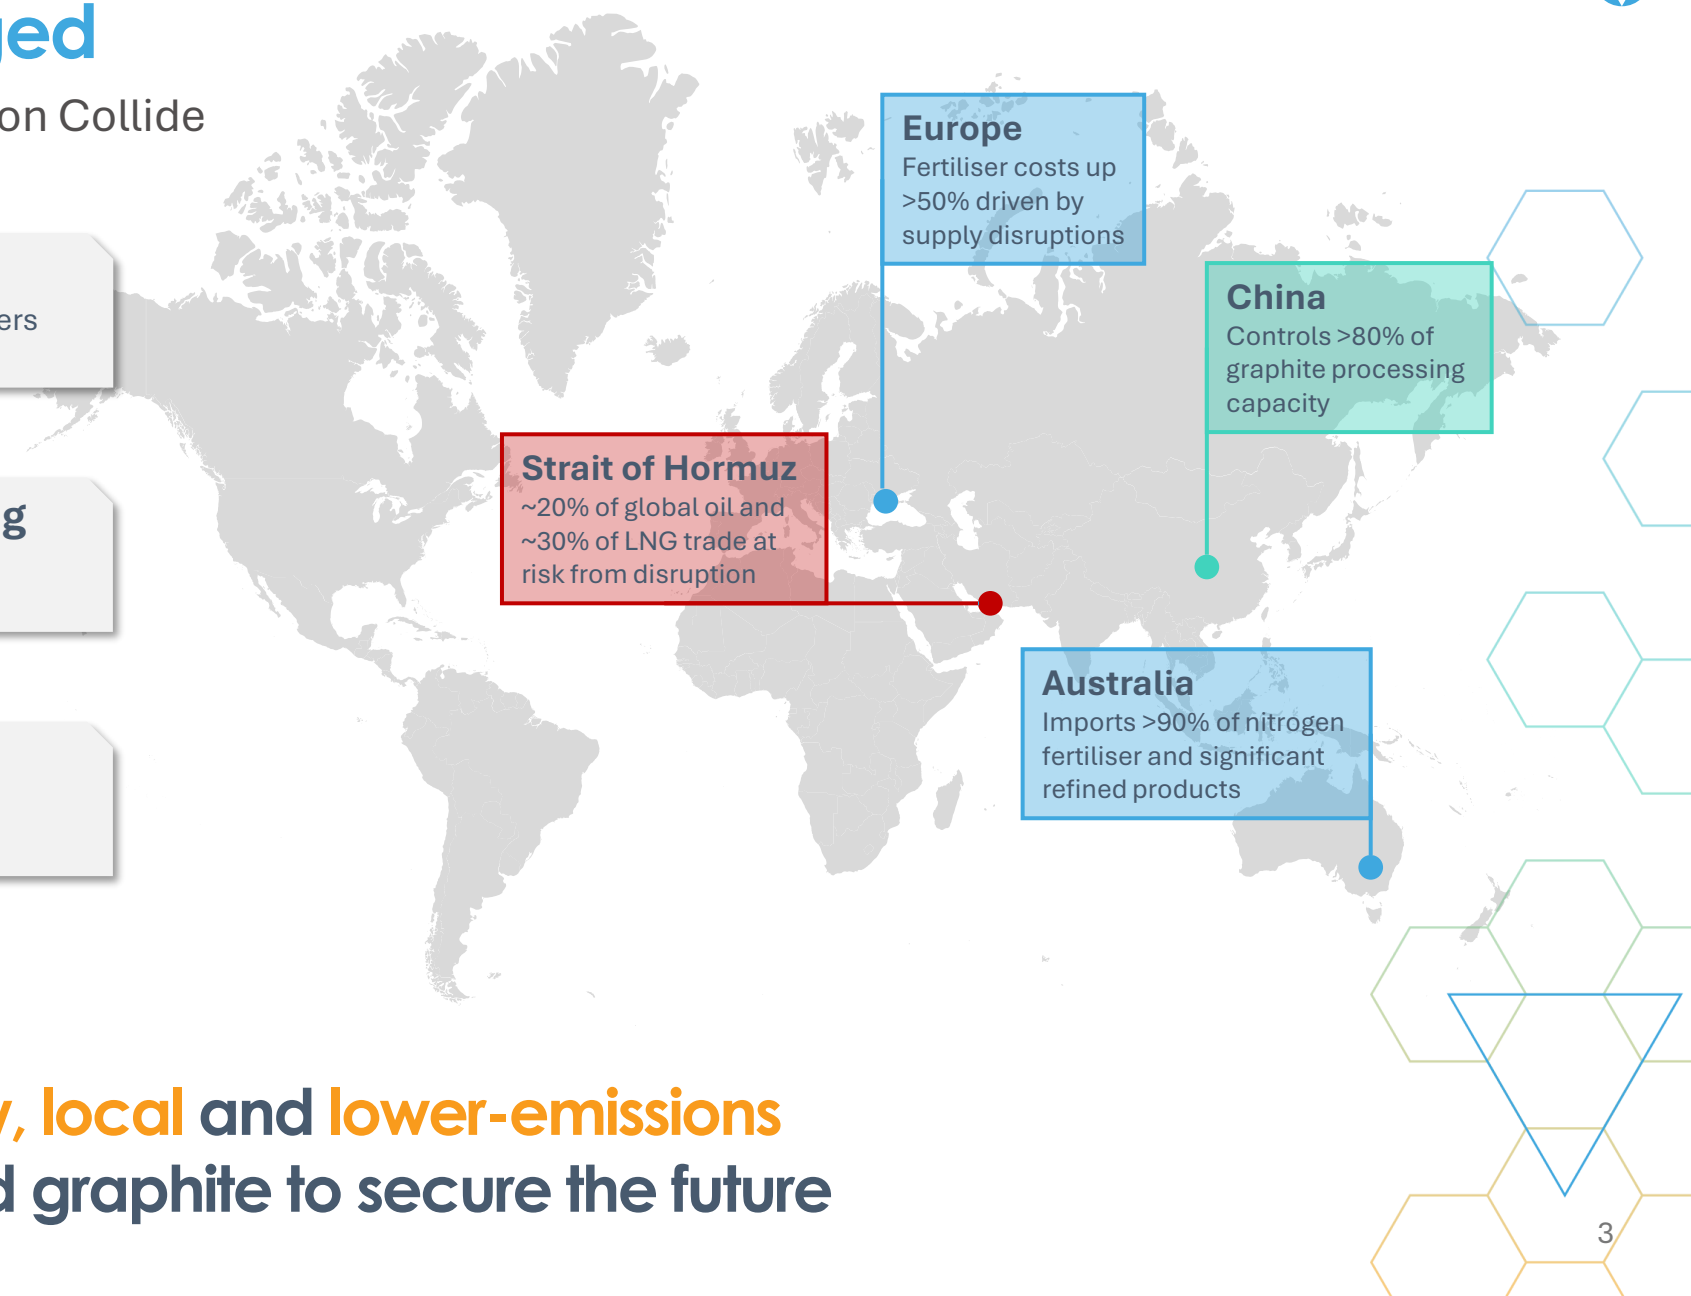 ged
on Collide
ers
g
Europe
Fertiliser costs up
>50% driven by
supply disruptions
China
Controls >80% of
graphite processing
capacity
Strait of Hormuz
~20% of global oil and
~30% of LNG trade at
risk from disruption
Australia
Imports >90% of nitrogen
fertiliser and significant
refined products
y, local and lower-emissions
d graphite to secure the future
3